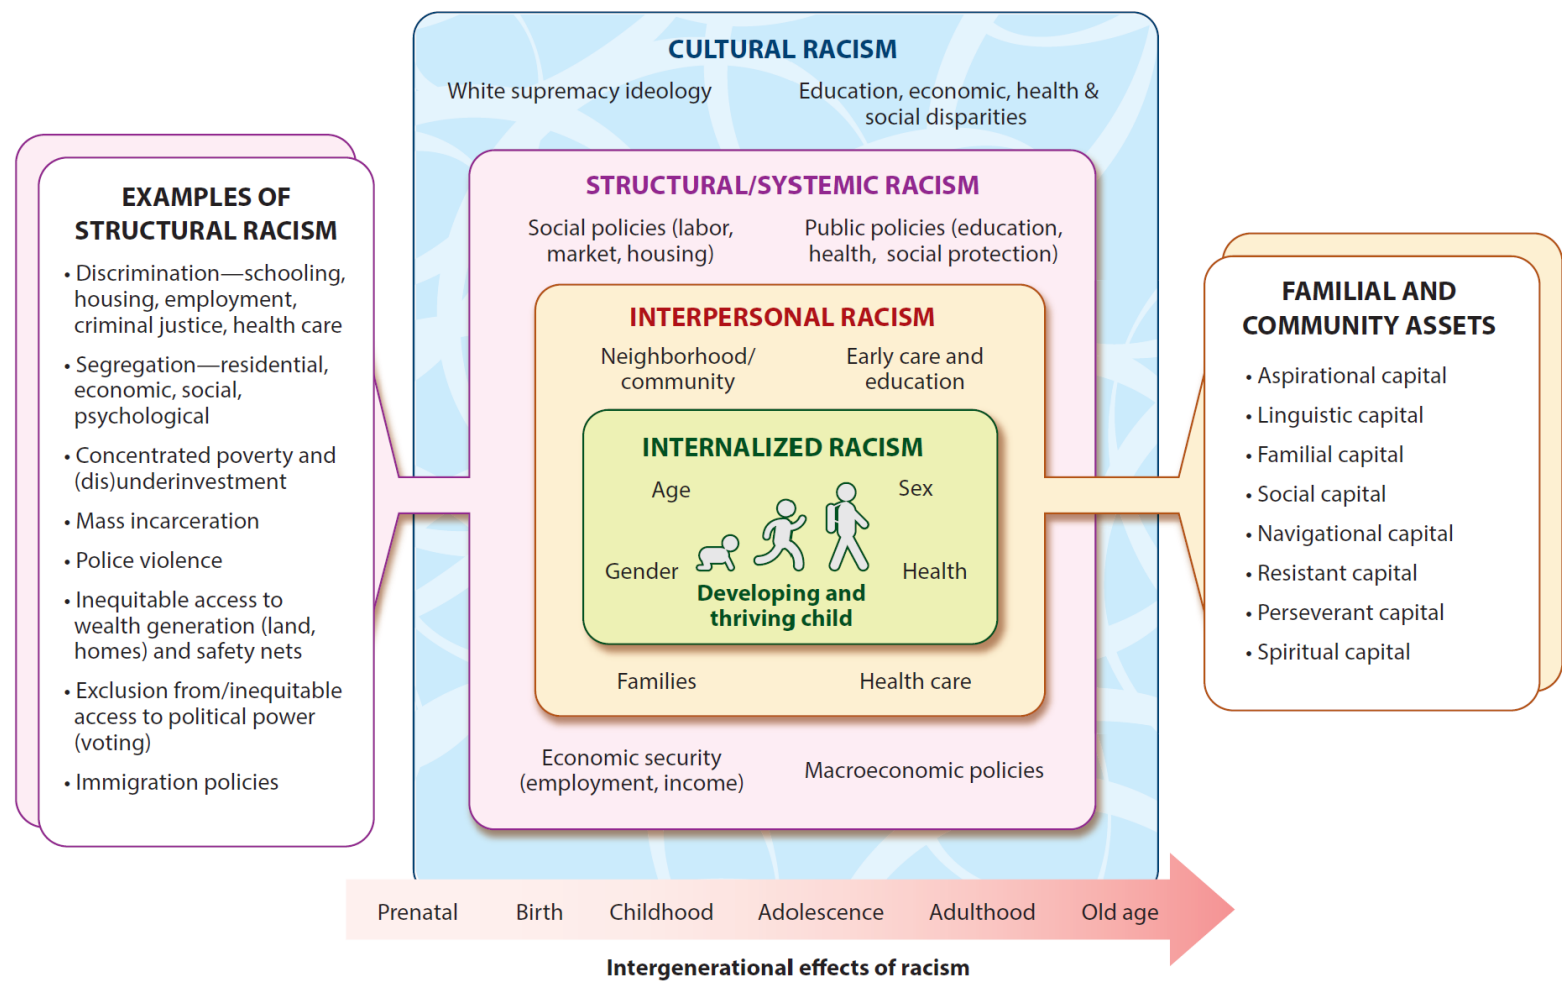 CULTURAL RACISM
White supremacy ideology
Education, economic, health &
social disparities
EXAMPLES OF
STRUCTURAL RACISM
• Discrimination—schooling,
housing, employment,
criminal justice, health care
• Segregation—residential,
economic, social,
psychological
• Concentrated poverty and
(dis)underinvestment
• Mass incarceration
• Police violence
• Inequitable access to
wealth generation (land,
homes) and safety nets
• Exclusion from/inequitable
access to political power
(voting)
• Immigration policies
STRUCTURAL/SYSTEMIC RACISM
Social policies (labor,
market, housing)
Public policies (education,
health, social protection)
INTERPERSONAL RACISM
Neighborhood/
community
Early care and
education
INTERNALIZED RACISM
Age
Sex
Gender
Health
Developing and
thriving child
Families
Health care
Economic security
(employment, income)
Macroeconomic policies
FAMILIAL AND
COMMUNITY ASSETS
• Aspirational capital
• Linguistic capital
• Familial capital
• Social capital
• Navigational capital
• Resistant capital
• Perseverant capital
• Spiritual capital
Prenatal Birth Childhood Adolescence Adulthood Old age
Intergenerational effects of racism